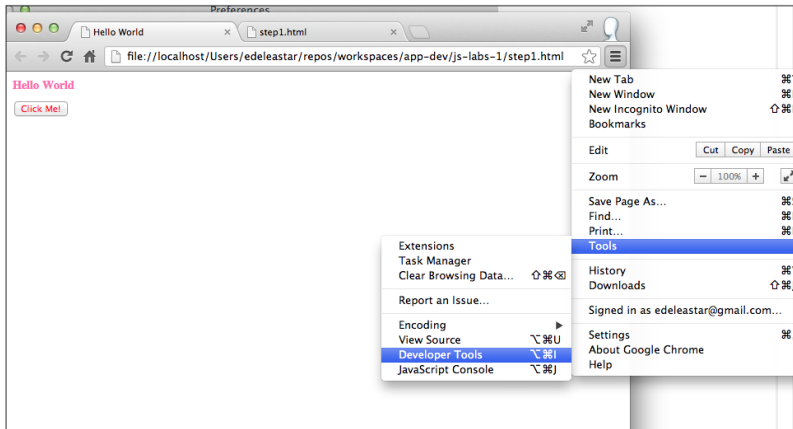 Preferences
Hello World
step1.html
file://localhost/Users/edeleastar/repos/workspaces/app-dev/js-labs-1/step1.html
Hello World
Click Me!
New Tab ⌘
New Window ⌘
New Incognito Window ⇧⌘
Bookmarks
Edit Cut Copy Paste
Zoom − 100% +
Save Page As... ⌘
Find... ⌘
Print... ⌘
Tools
History ⌘
Downloads ⇧⌘
Signed in as edeleastar@gmail.com...
Settings ⌘
About Google Chrome
Help
Extensions
Task Manager
Clear Browsing Data... ⇧⌘⌫
Report an Issue...
Encoding ▶
View Source ⌥⌘U
Developer Tools ⌥⌘I
JavaScript Console ⌥⌘J